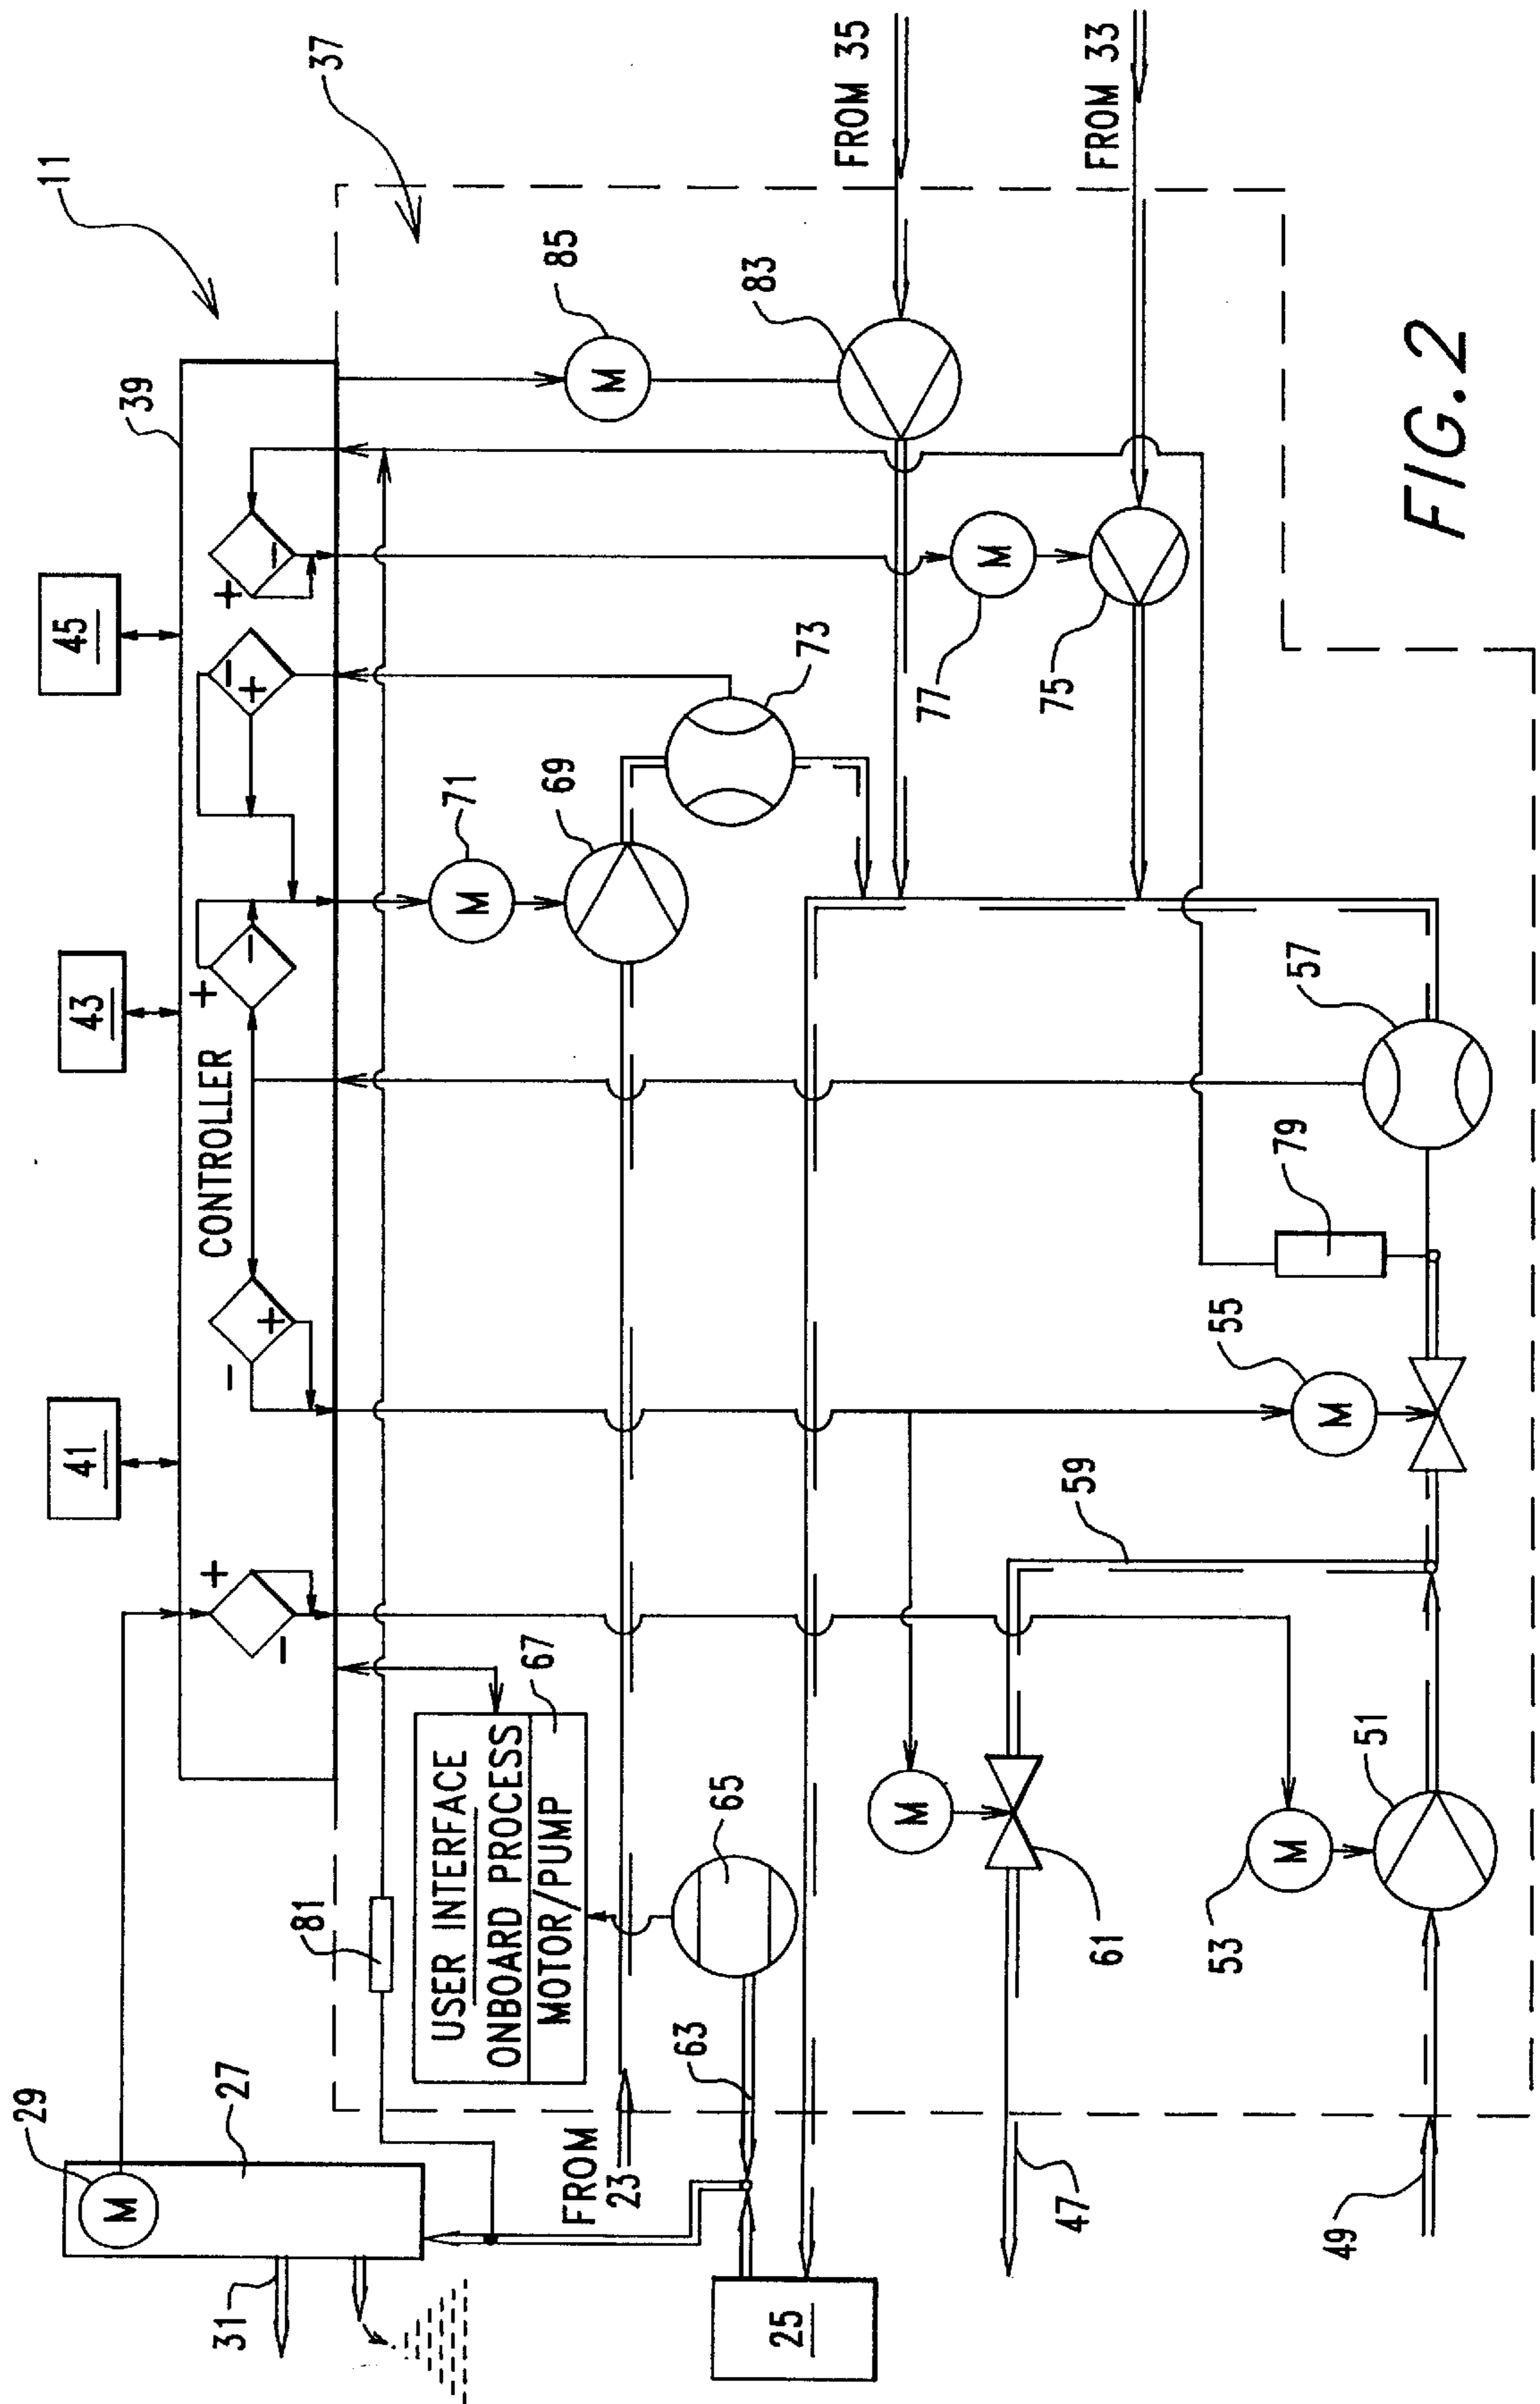 11
37
39
45
43
41
CONTROLLER
+
-
-
+
+
-
-
+
+
-
29
M
27
31
81
USER INTERFACE
ONBOARD PROCESS
MOTOR/PUMP
67
71
M
69
73
85
M
83
FROM 35
FROM 33
77
M
75
FROM
23
63
65
25
M
61
59
47
49
53
M
51
55
M
79
57
FIG.2